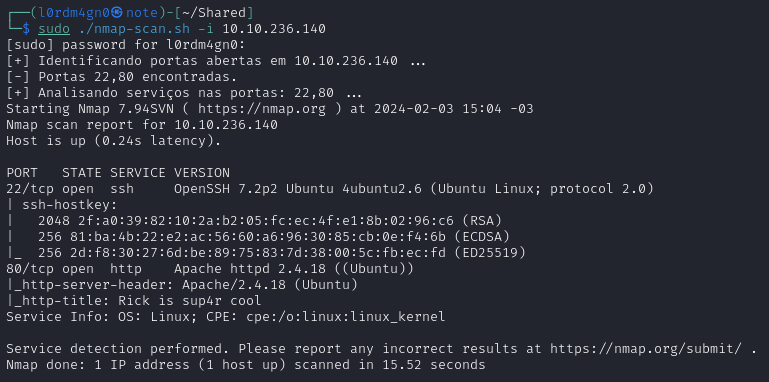 ┌──(l0rdm4gn0㉿note)-[~/Shared]
└─$ sudo ./nmap-scan.sh -i 10.10.236.140
[sudo] password for l0rdm4gn0:
[+] Identificando portas abertas em 10.10.236.140 ...
[-] Portas 22,80 encontradas.
[+] Analisando serviços nas portas: 22,80 ...
Starting Nmap 7.94SVN ( https://nmap.org ) at 2024-02-03 15:04 -03
Nmap scan report for 10.10.236.140
Host is up (0.24s latency).

PORT   STATE SERVICE VERSION
22/tcp open  ssh     OpenSSH 7.2p2 Ubuntu 4ubuntu2.6 (Ubuntu Linux; protocol 2.0)
| ssh-hostkey:
|   2048 2f:a0:39:82:10:2a:b2:05:fc:ec:4f:e1:8b:02:96:c6 (RSA)
|   256 81:ba:4b:22:e2:ac:56:60:a6:96:30:85:cb:0e:f4:6b (ECDSA)
|_  256 2d:f8:30:27:6d:be:89:75:83:7d:38:00:5c:fb:ec:fd (ED25519)
80/tcp open  http    Apache httpd 2.4.18 ((Ubuntu))
|_http-server-header: Apache/2.4.18 (Ubuntu)
|_http-title: Rick is sup4r cool
Service Info: OS: Linux; CPE: cpe:/o:linux:linux_kernel

Service detection performed. Please report any incorrect results at https://nmap.org/submit/ .
Nmap done: 1 IP address (1 host up) scanned in 15.52 seconds